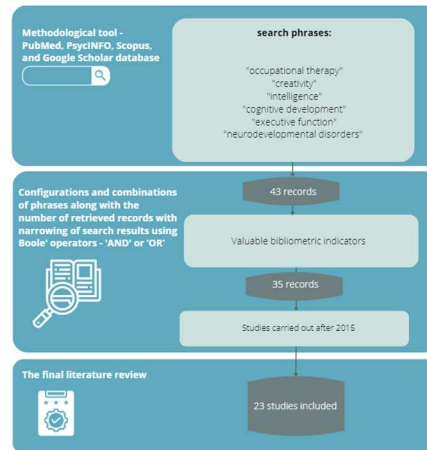 Methodological tool -
PubMed, PsycINFO, Scopus,
and Google Scholar database
search phrases:
"occupational therapy"
"creativity"
"intelligence"
"cognitive development"
"executive function"
"neurodevelopmental disorders"
Configurations and combinations
of phrases along with the
number of retrieved records with
narrowing of search results using
Boole' operators - 'AND' or 'OR'
43 records
Valuable bibliometric indicators
35 records
Studies carried out after 2015
The final literature review
23 studies included